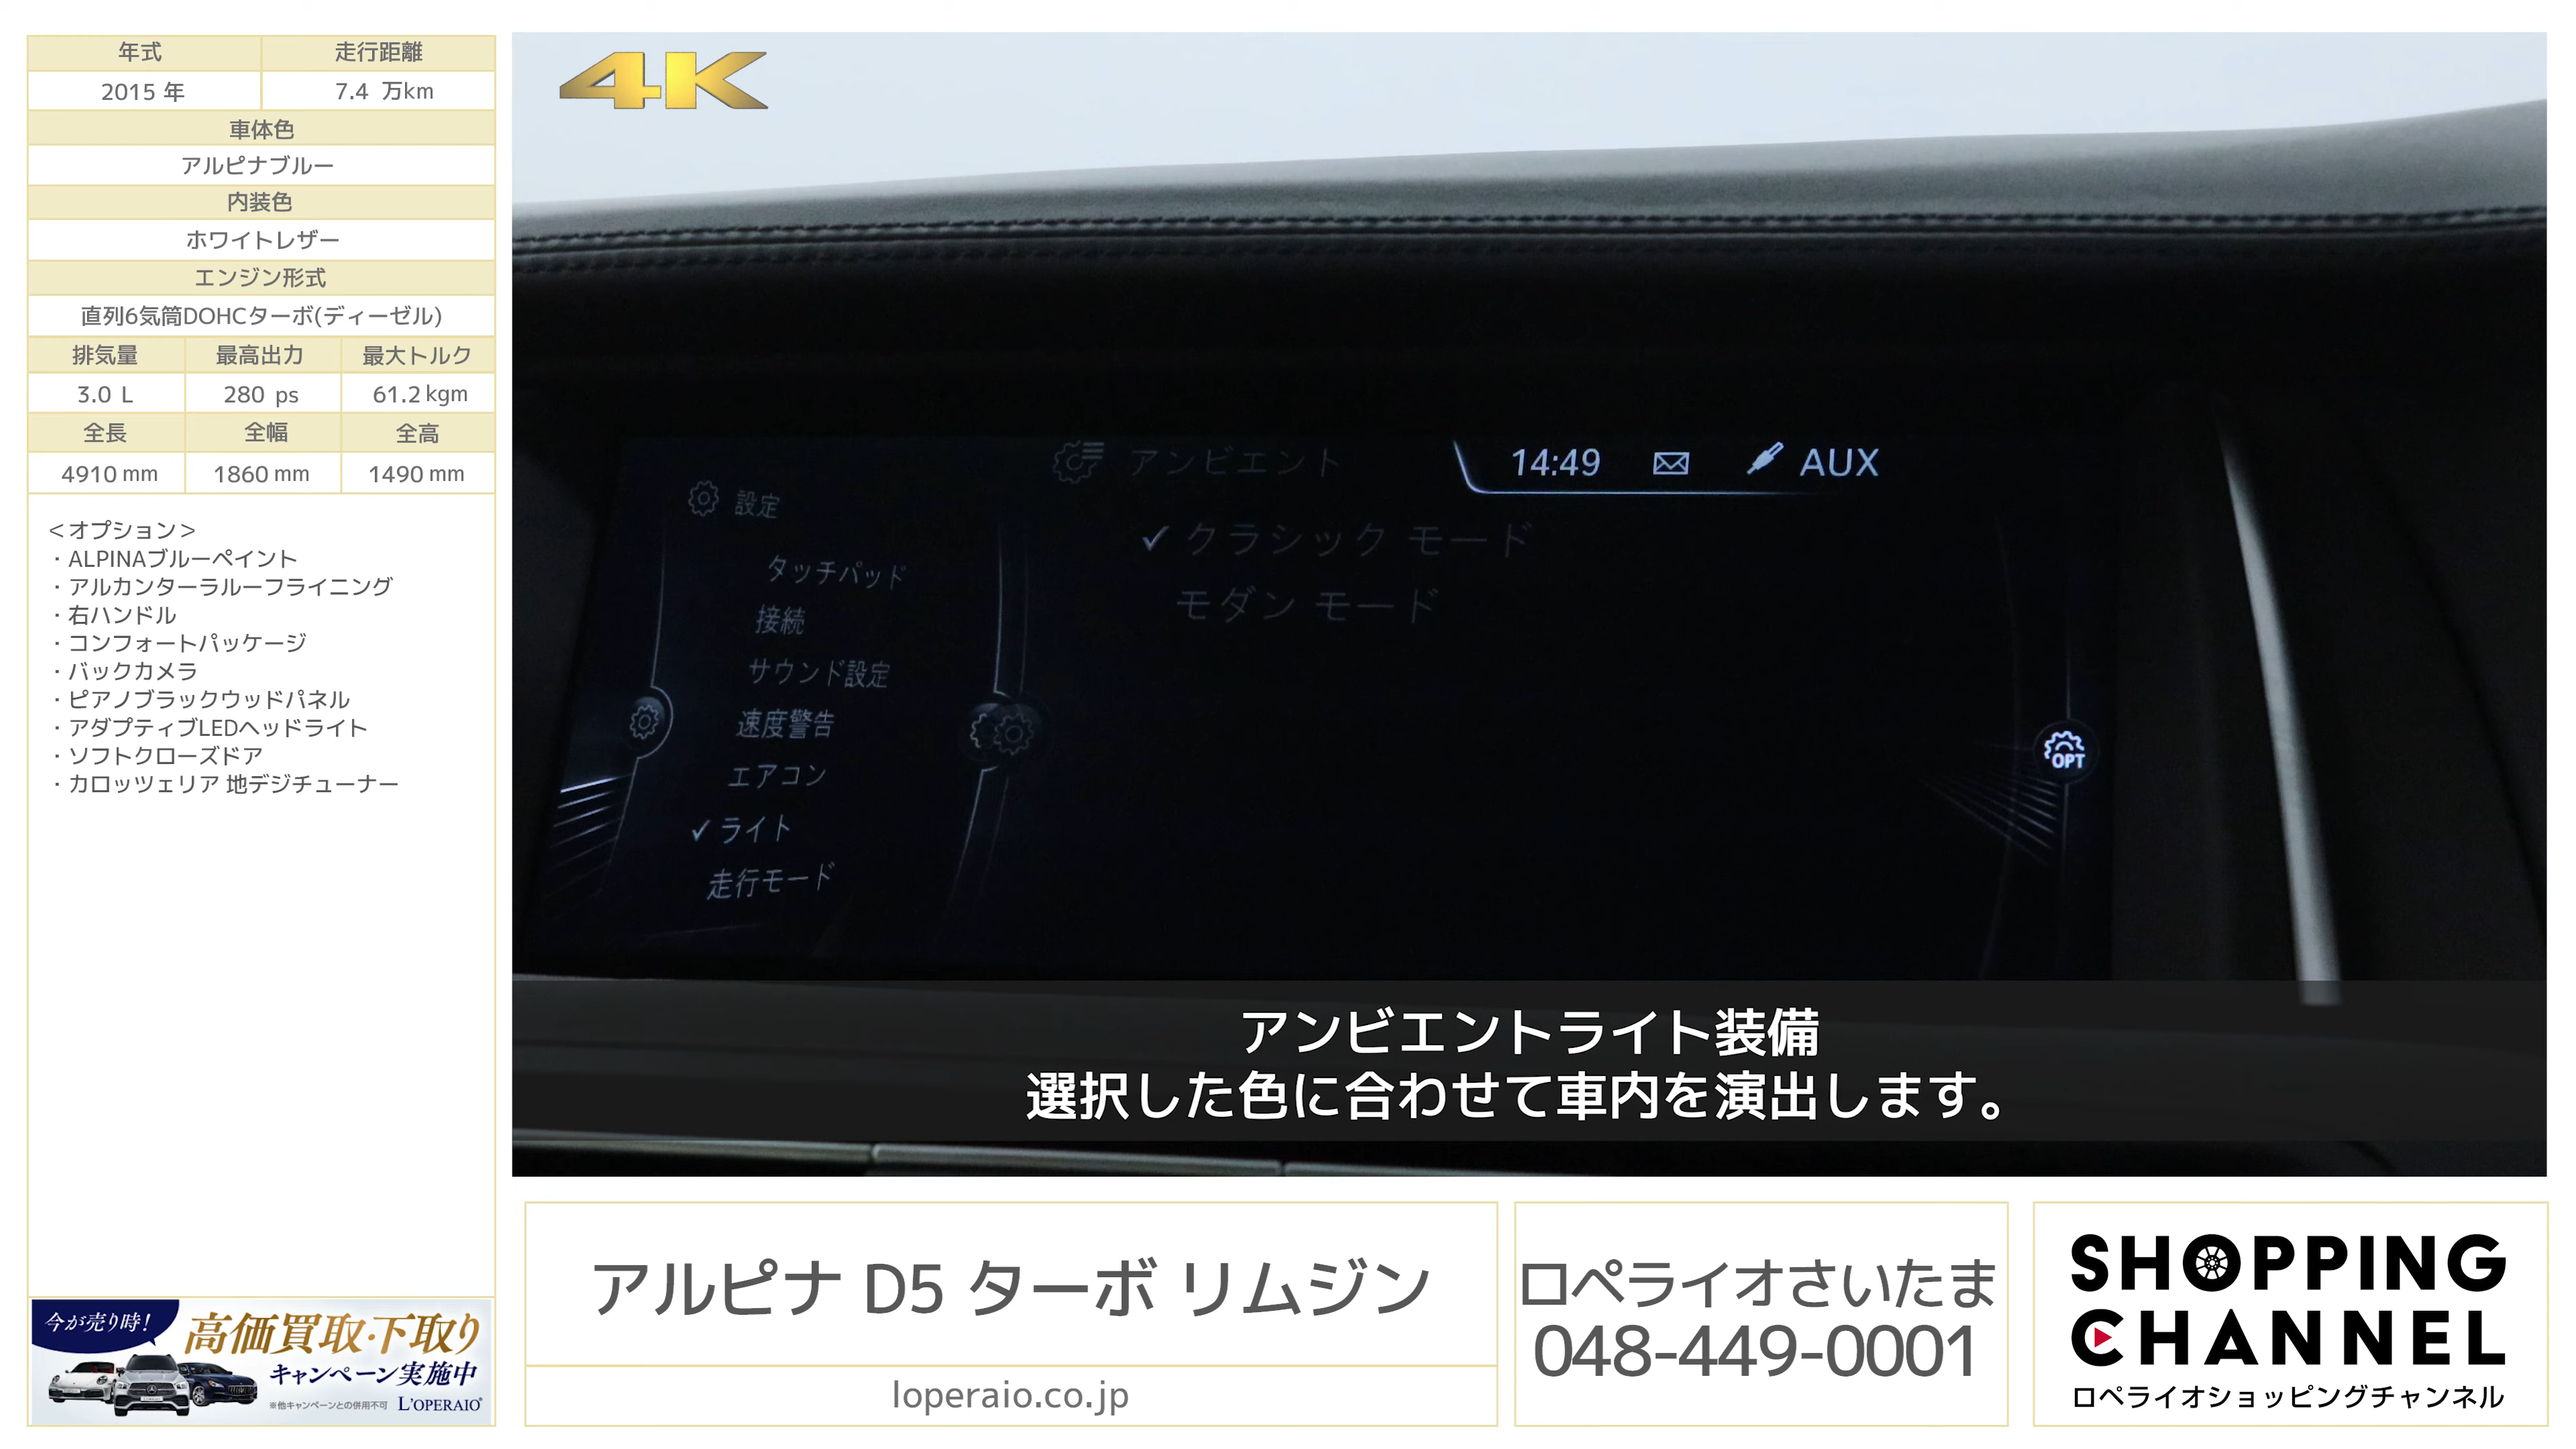 年式 走行距離
2015 年 7.4 万km
車体色
アルピナブルー
内装色
ホワイトレザー
エンジン形式
直列6気筒DOHCターボ(ディーゼル)
排気量 最高出力 最大トルク
3.0 L 280 ps 61.2 kgm
全長 全幅 全高
4910 mm 1860 mm 1490 mm
＜オプション＞
・ALPINAブルーペイント
・アルカンターラルーフライニング
・右ハンドル
・コンフォートパッケージ
・バックカメラ
・ピアノブラックウッドパネル
・アダプティブLEDヘッドライト
・ソフトクローズドア
・カロッツェリア 地デジチューナー
今が売り時!
高価買取・下取り
キャンペーン実施中
※他キャンペーンとの併用不可 L'OPERAIO
4K
設定
タッチパッド
接続
サウンド設定
速度警告
エアコン
✓ ライト
走行モード
アンビエント
✓ クラシック モード
モダン モード
14:49 AUX
OPT
アンビエントライト装備
選択した色に合わせて車内を演出します。
アルピナ D5 ターボ リムジン
loperaio.co.jp
ロペライオさいたま
048-449-0001
SHOPPING
CHANNEL
ロペライオショッピングチャンネル